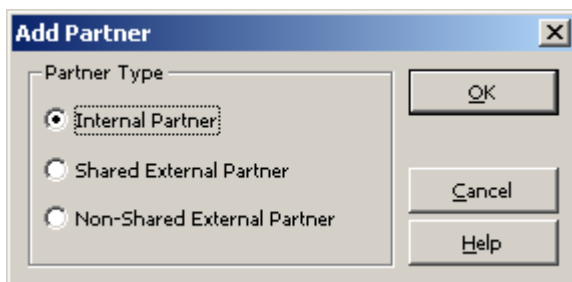 Add Partner
Partner Type
Internal Partner
Shared External Partner
Non-Shared External Partner
OK
Cancel
Help